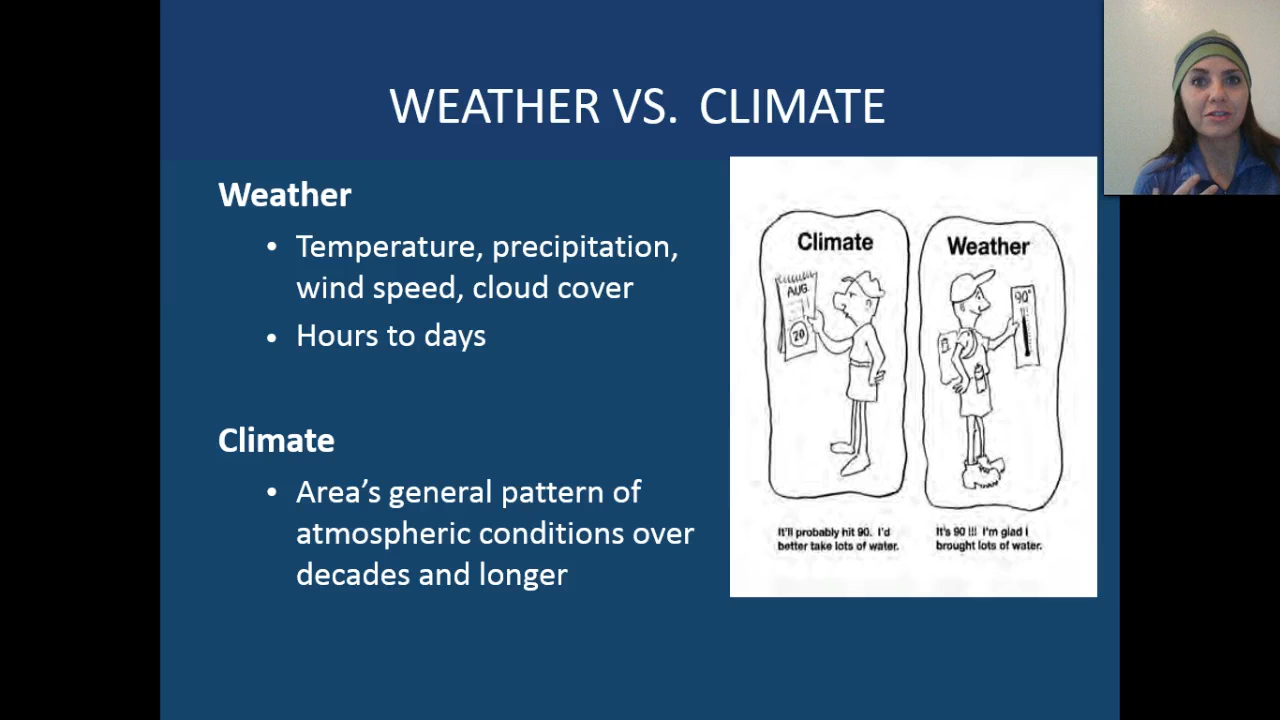 WEATHER VS. CLIMATE
Weather
• Temperature, precipitation,
wind speed, cloud cover
• Hours to days
Climate
• Area's general pattern of
atmospheric conditions over
decades and longer
Climate
AUG.
20
It'll probably hit 90. I'd
better take lots of water.
Weather
90°
It's 90 !!! I'm glad I
brought lots of water.